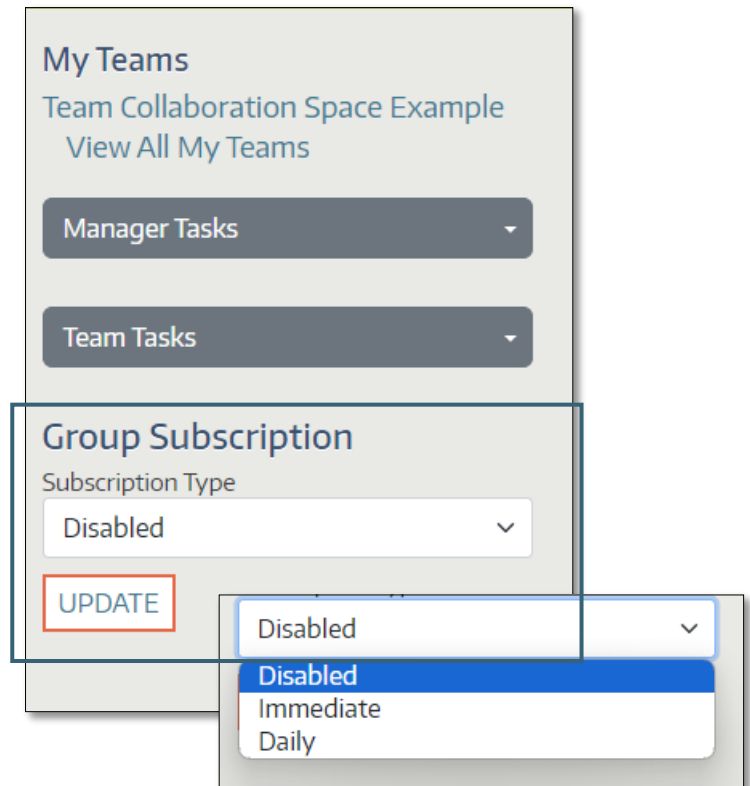 My Teams
Team Collaboration Space Example
View All My Teams
Manager Tasks
Team Tasks
Group Subscription
Subscription Type
Disabled
UPDATE
Disabled
Disabled
Immediate
Daily